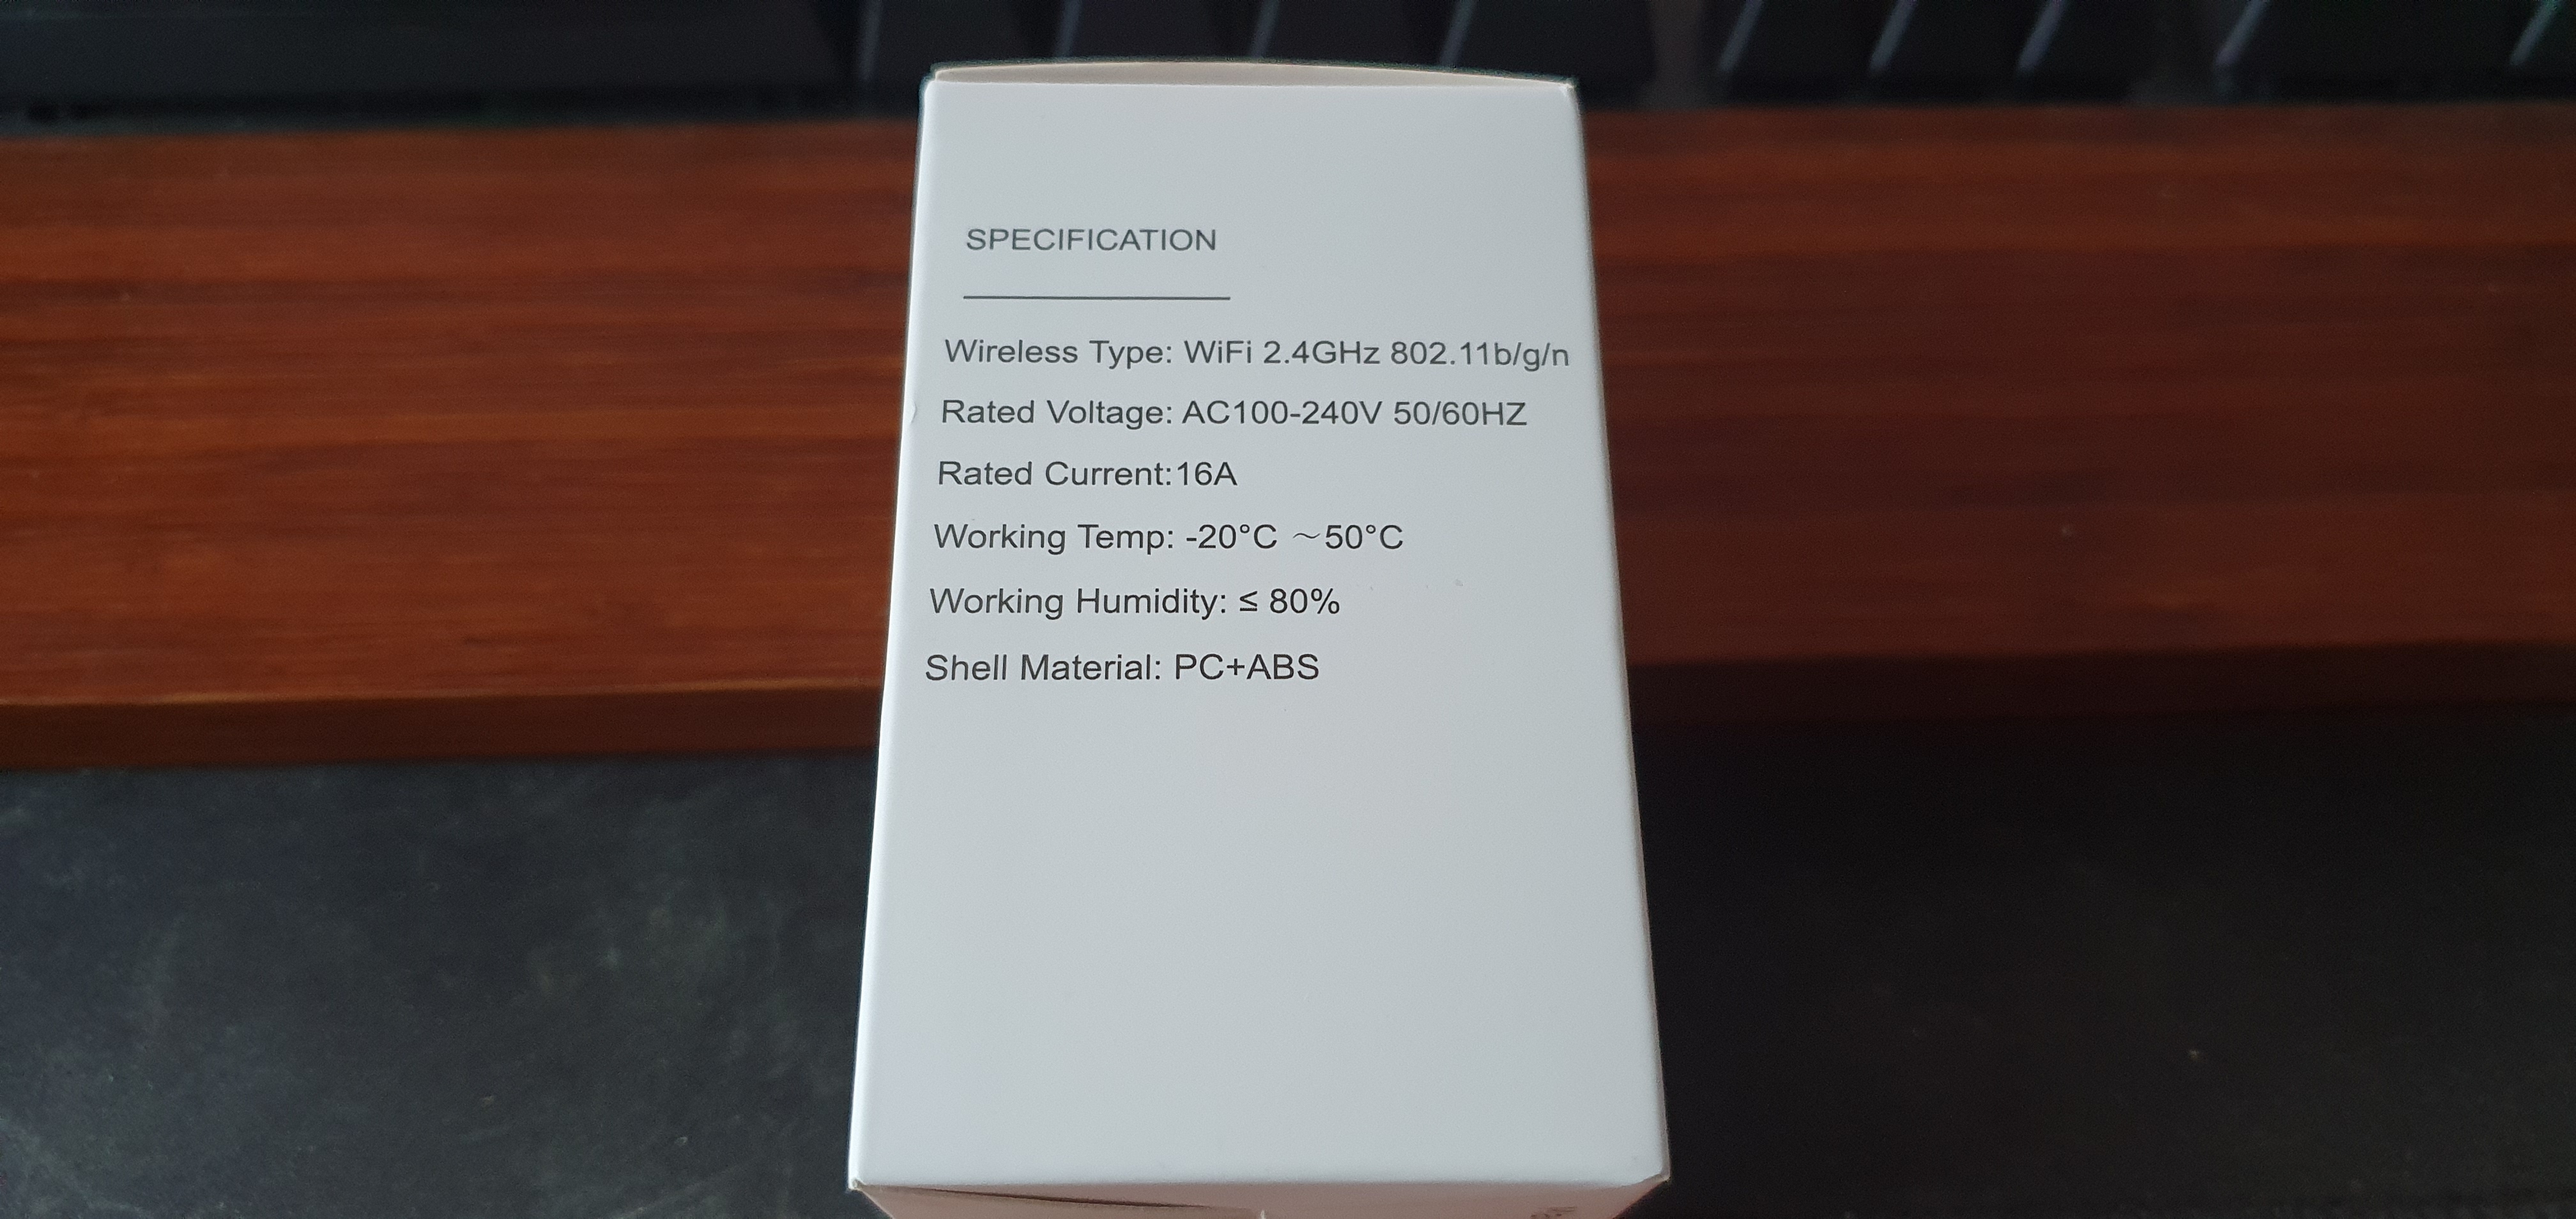 SPECIFICATION
Wireless Type: WiFi 2.4GHz 802.11b/g/n
Rated Voltage: AC100-240V 50/60HZ
Rated Current:16A
Working Temp: -20°C ～50°C
Working Humidity: ≤ 80%
Shell Material: PC+ABS